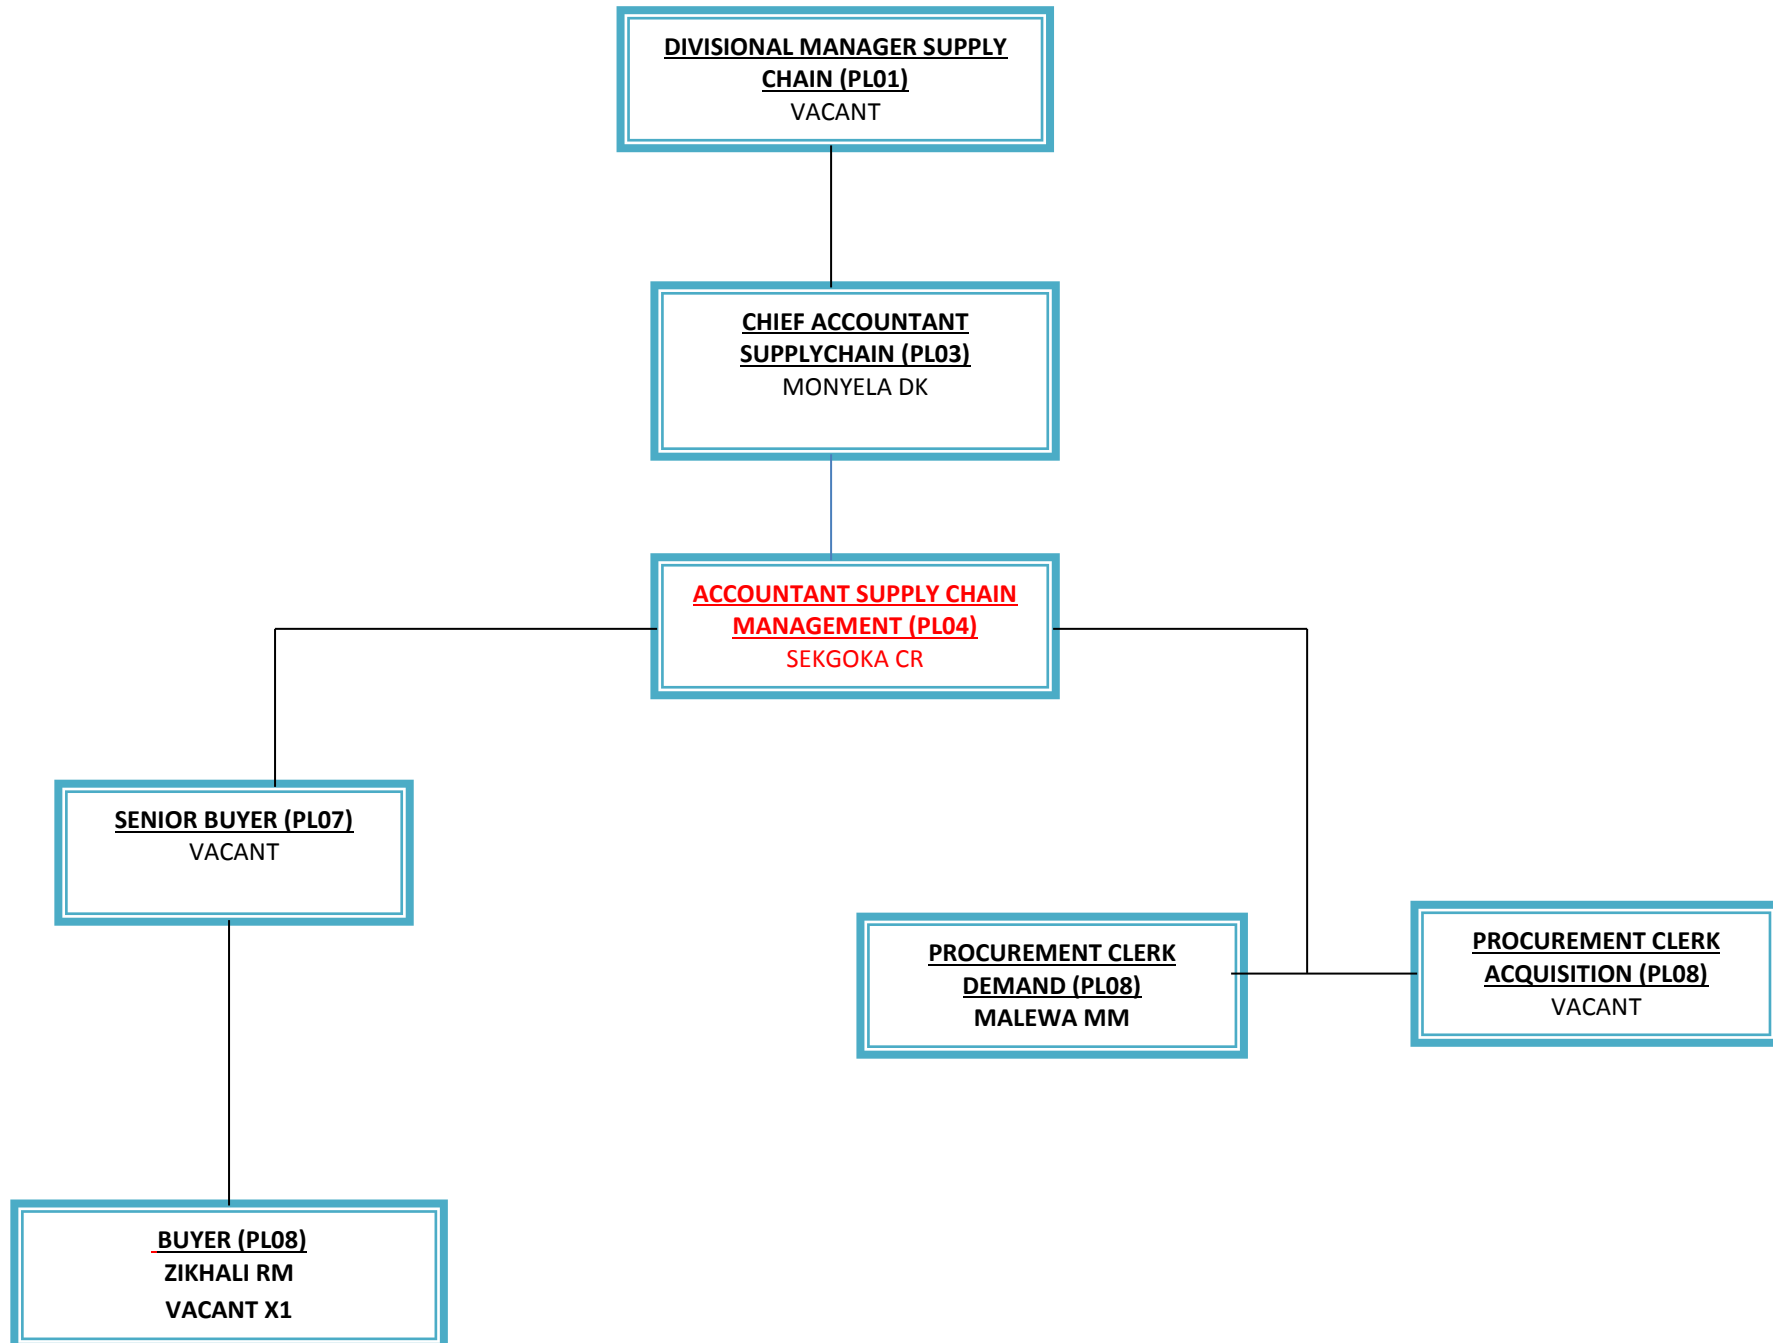 DIVISIONAL MANAGER SUPPLY
CHAIN (PL01)
VACANT
CHIEF ACCOUNTANT
SUPPLYCHAIN (PL03)
MONYELA DK
ACCOUNTANT SUPPLY CHAIN
MANAGEMENT (PL04)
SEKGOKA CR
SENIOR BUYER (PL07)
VACANT
PROCUREMENT CLERK
DEMAND (PL08)
MALEWA MM
PROCUREMENT CLERK
ACQUISITION (PL08)
VACANT
BUYER (PL08)
ZIKHALI RM
VACANT X1